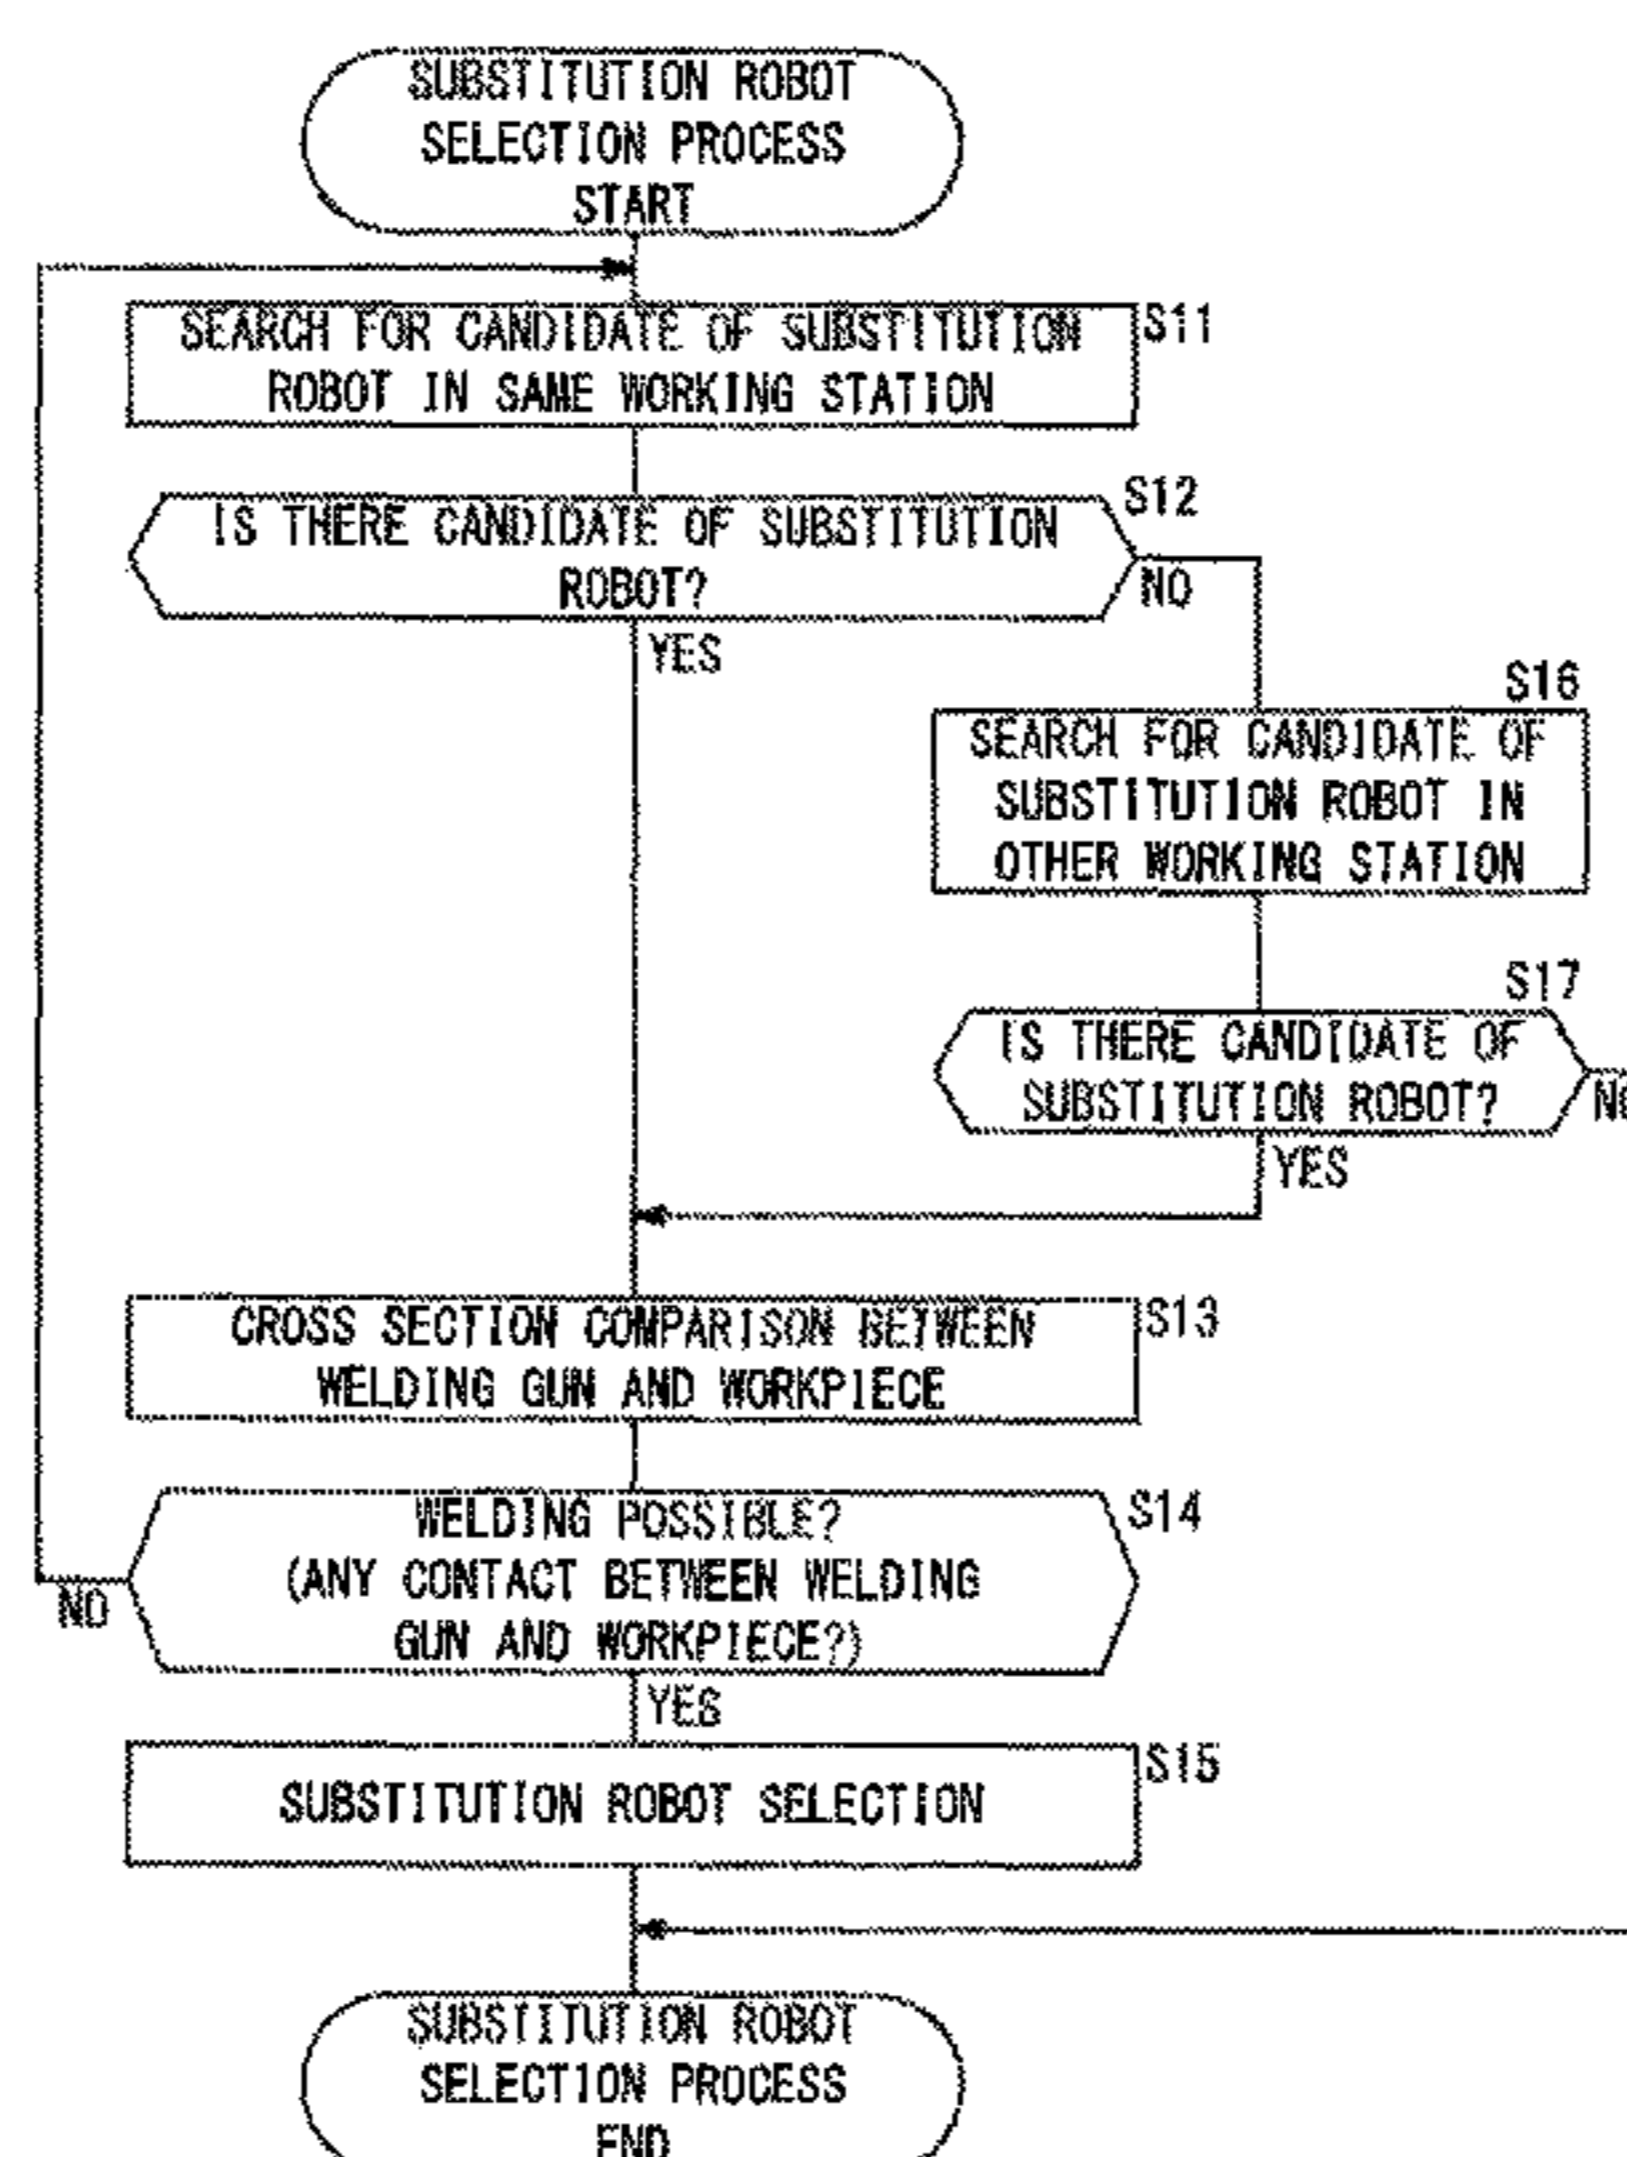 SUBSTITUTION ROBOT
SELECTION PROCESS
START
SEARCH FOR CANDIDATE OF SUBSTITUTION
ROBOT IN SAME WORKING STATION
S11
IS THERE CANDIDATE OF SUBSTITUTION
ROBOT?
S12
NO
YES
S16
SEARCH FOR CANDIDATE OF
SUBSTITUTION ROBOT IN
OTHER WORKING STATION
S17
IS THERE CANDIDATE OF
SUBSTITUTION ROBOT?
NO
YES
CROSS SECTION COMPARISON BETWEEN
WELDING GUN AND WORKPIECE
S13
WELDING POSSIBLE?
(ANY CONTACT BETWEEN WELDING
GUN AND WORKPIECE?)
S14
NO
YES
SUBSTITUTION ROBOT SELECTION
S15
SUBSTITUTION ROBOT
SELECTION PROCESS
END